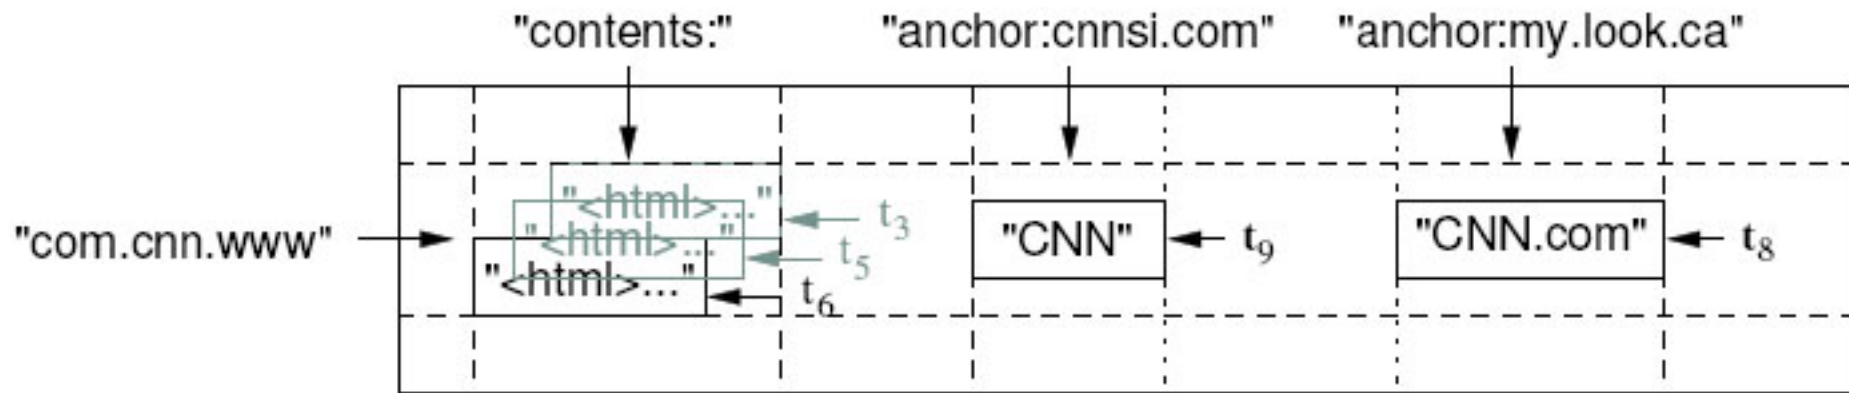 "contents:" "anchor:cnnsi.com" "anchor:my.look.ca"
"<html>..." t3
"com.cnn.www" "<html>..." t5 "CNN" t9 "CNN.com" t8
"<html>..." t6